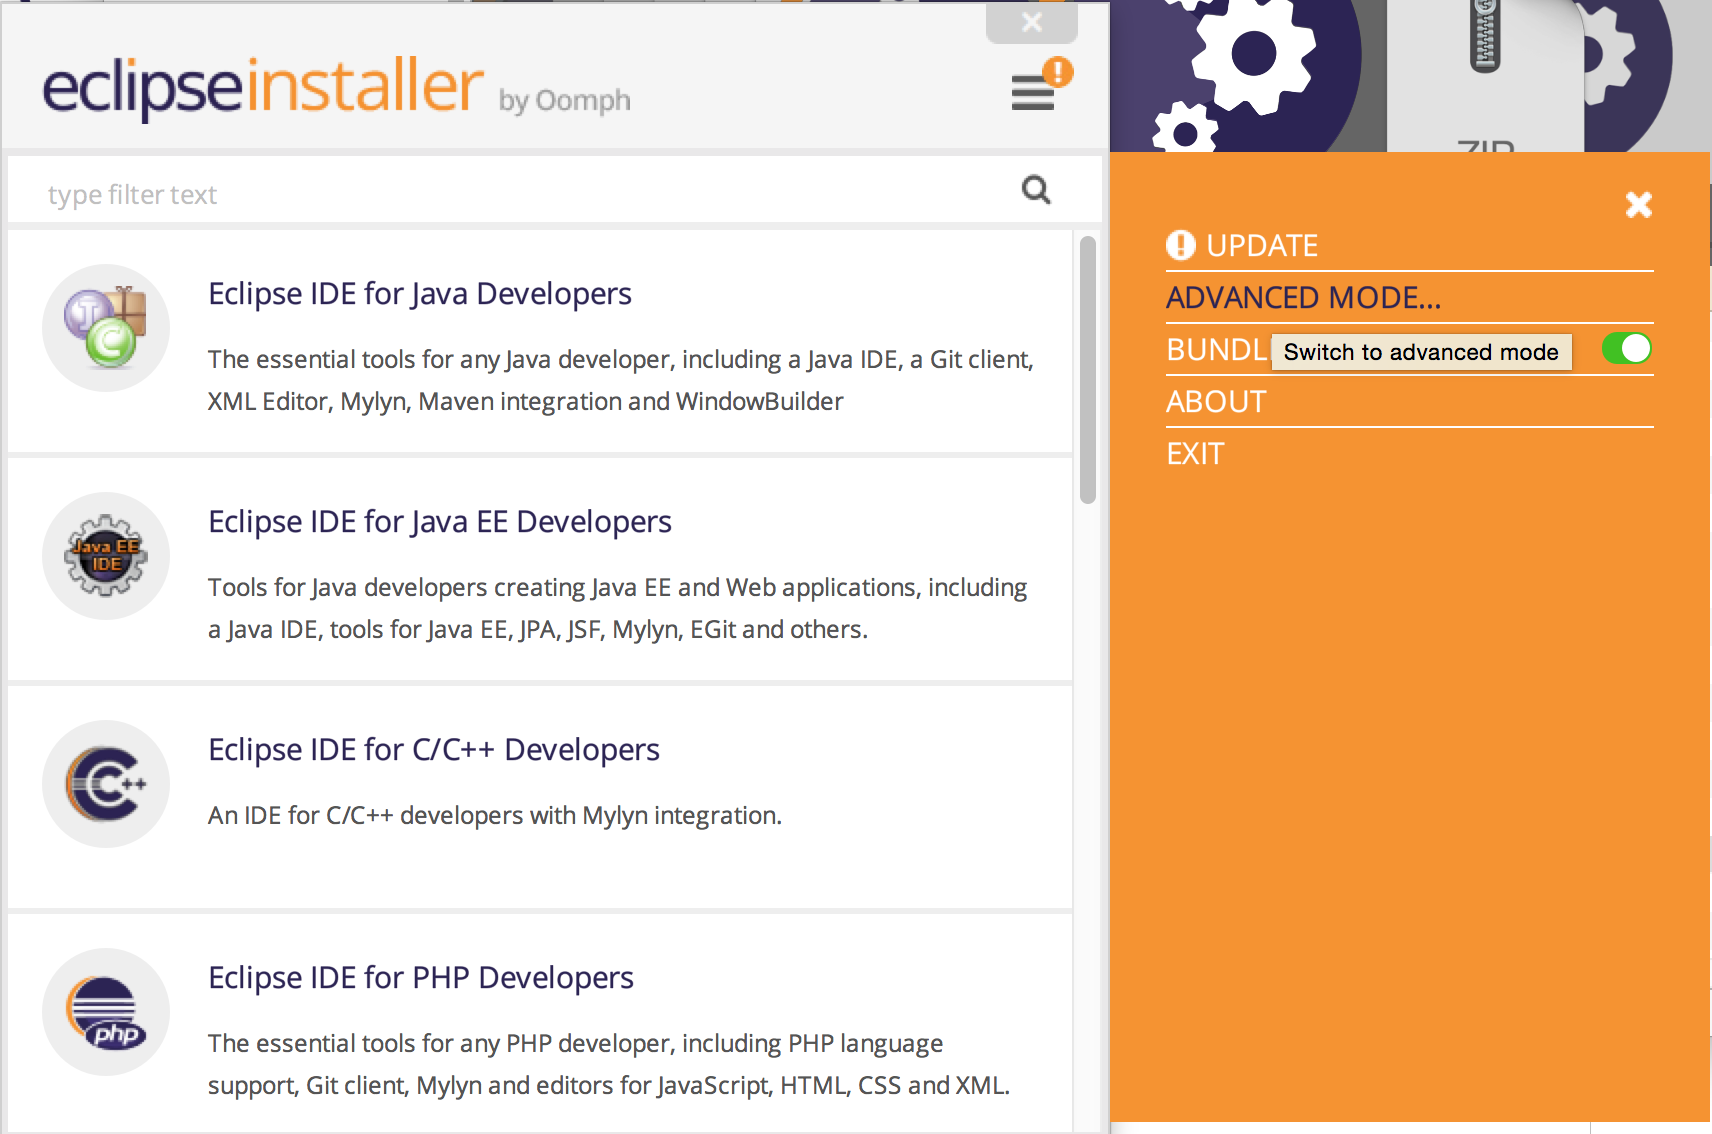 eclipseinstaller by Oomph
type filter text
Eclipse IDE for Java Developers
The essential tools for any Java developer, including a Java IDE, a Git client,
XML Editor, Mylyn, Maven integration and WindowBuilder
Java EE
IDE
Eclipse IDE for Java EE Developers
Tools for Java developers creating Java EE and Web applications, including
a Java IDE, tools for Java EE, JPA, JSF, Mylyn, EGit and others.
C++
Eclipse IDE for C/C++ Developers
An IDE for C/C++ developers with Mylyn integration.
php
Eclipse IDE for PHP Developers
The essential tools for any PHP developer, including PHP language
support, Git client, Mylyn and editors for JavaScript, HTML, CSS and XML.
ZIP
UPDATE
ADVANCED MODE...
BUNDL
Switch to advanced mode
ABOUT
EXIT